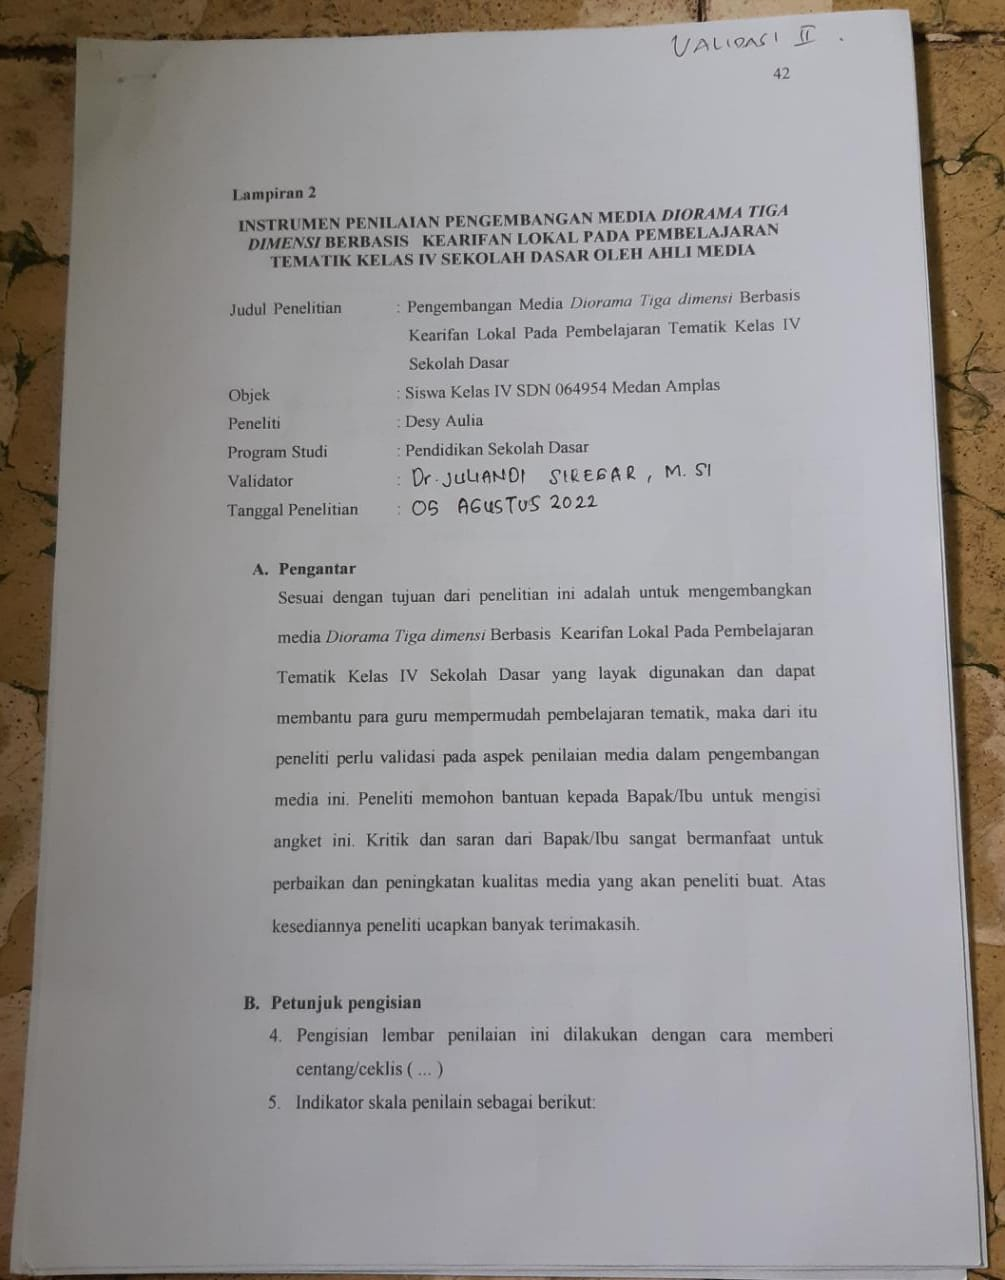 VALIDASI II .
42
Lampiran 2
INSTRUMEN PENILAIAN PENGEMBANGAN MEDIA DIORAMA TIGA
DIMENSI BERBASIS KEARIFAN LOKAL PADA PEMBELAJARAN
TEMATIK KELAS IV SEKOLAH DASAR OLEH AHLI MEDIA
Judul Penelitian : Pengembangan Media Diorama Tiga dimensi Berbasis
Kearifan Lokal Pada Pembelajaran Tematik Kelas IV
Sekolah Dasar
Objek : Siswa Kelas IV SDN 064954 Medan Amplas
Peneliti : Desy Aulia
Program Studi : Pendidikan Sekolah Dasar
Validator : Dr. JULIANDI SIREGAR, M. SI
Tanggal Penelitian : 05 AGUSTUS 2022
A. Pengantar
Sesuai dengan tujuan dari penelitian ini adalah untuk mengembangkan
media Diorama Tiga dimensi Berbasis Kearifan Lokal Pada Pembelajaran
Tematik Kelas IV Sekolah Dasar yang layak digunakan dan dapat
membantu para guru mempermudah pembelajaran tematik, maka dari itu
peneliti perlu validasi pada aspek penilaian media dalam pengembangan
media ini. Peneliti memohon bantuan kepada Bapak/Ibu untuk mengisi
angket ini. Kritik dan saran dari Bapak/Ibu sangat bermanfaat untuk
perbaikan dan peningkatan kualitas media yang akan peneliti buat. Atas
kesediannya peneliti ucapkan banyak terimakasih.
B. Petunjuk pengisian
4. Pengisian lembar penilaian ini dilakukan dengan cara memberi
centang/ceklis ( ... )
5. Indikator skala penilain sebagai berikut: